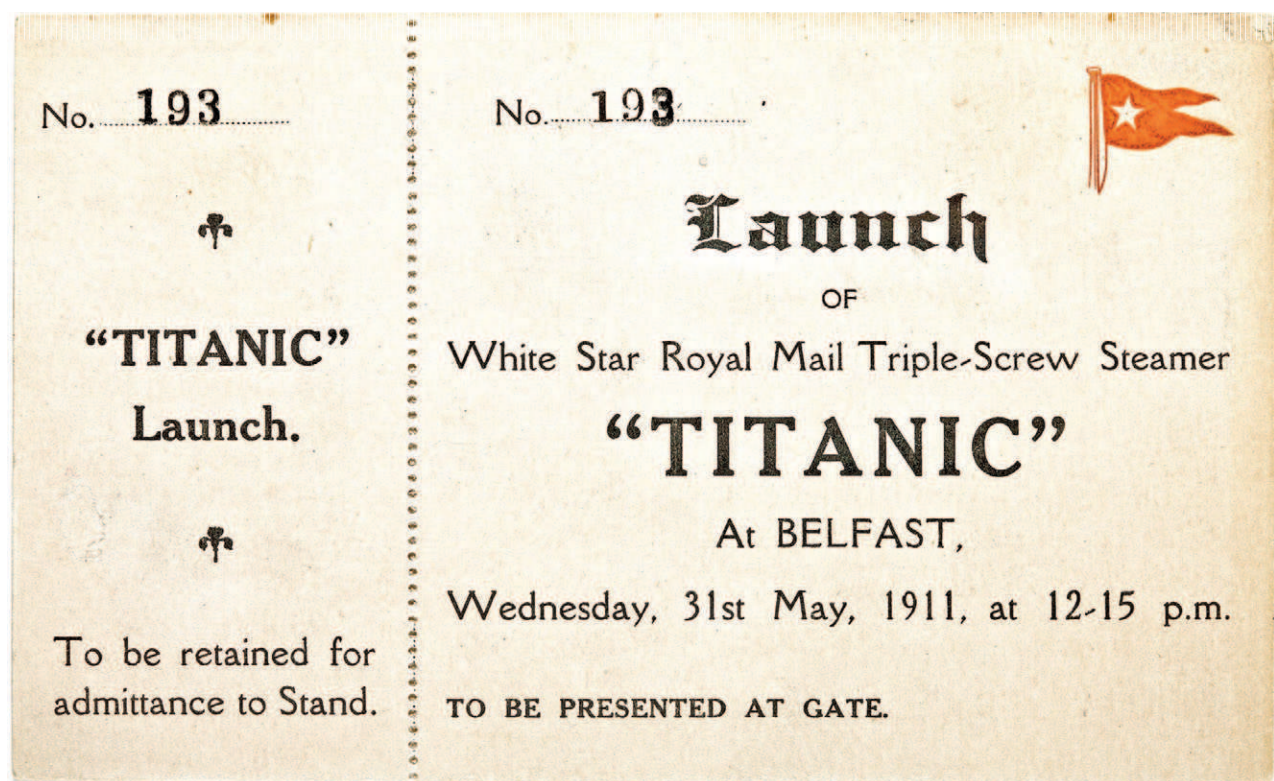 No. 193
"TITANIC"
Launch.
To be retained for
admittance to Stand.
No. 193
Launch
OF
White Star Royal Mail Triple-Screw Steamer
"TITANIC"
At BELFAST,
Wednesday, 31st May, 1911, at 12-15 p.m.
TO BE PRESENTED AT GATE.